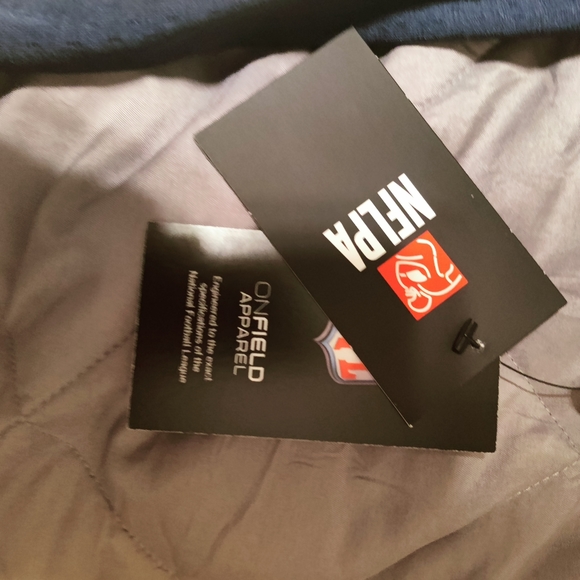 NFLPA
ONFIELD
APPAREL
Engineered to the exact
specifications of the
National Football League